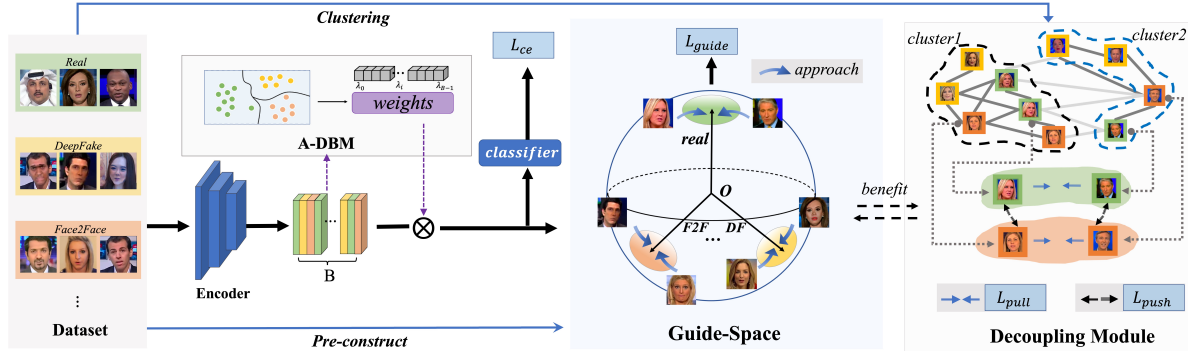 Clustering
Real
DeepFake
Face2Face
⋮
Dataset
Encoder
λ0 ... λi ... λB−1
weights
A-DBM
...
B
Lce
classifier
Pre-construct
Lguide
approach
real
O
F2F ... DF
Guide-Space
benefit
cluster1
cluster2
Lpull
Lpush
Decoupling Module